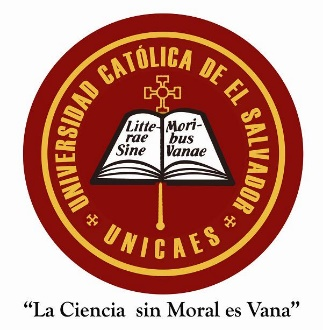 UNIVERSIDAD CATÓLICA DE EL SALVADOR
Litte-
rae
Sine
Mori-
bus
Vanae
UNICAES
“La Ciencia sin Moral es Vana”